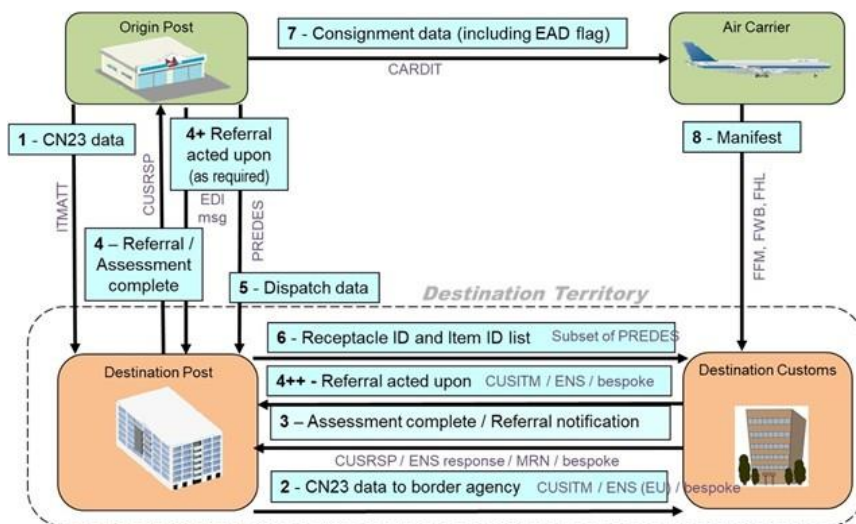 Origin Post
7 - Consignment data (including EAD flag)
CARDIT
Air Carrier
1 - CN23 data
ITMATT
CUSRSP
4+ Referral
acted upon
(as required)
EDI
msg
PREDES
4 – Referral /
Assessment
complete
5 - Dispatch data
8 - Manifest
FFM, FWB, FHL
Destination Territory
6 - Receptacle ID and Item ID list
Subset of PREDES
Destination Post
4++ - Referral acted upon
CUSITM / ENS / bespoke
Destination Customs
3 – Assessment complete / Referral notification
CUSRSP / ENS response / MRN / bespoke
2 - CN23 data to border agency
CUSITM / ENS (EU) / bespoke